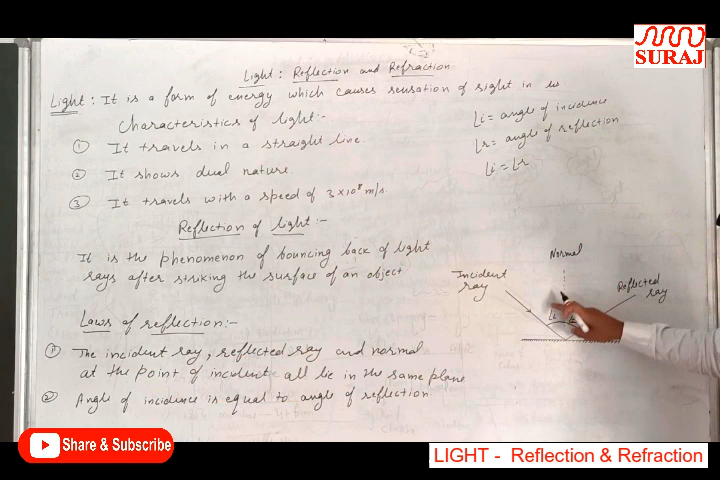 SURAJ
Light: Reflection and Refraction
Light: It is a form of energy which causes sensation of sight in us
Characteristics of light:-
① It travels in a straight line.
② It shows dual nature.
③ It travels with a speed of 3×10⁸ m/s.
∠i = angle of incidence
∠r = angle of reflection
∠i = ∠r
Reflection of light:-
It is the phenomenon of bouncing back of light
rays after striking the surface of an object
Normal
Incident
ray
Reflected
ray
∠i
Laws of reflection:-
① The incident ray, reflected ray and normal
at the point of incident all lie in the same plane
② Angle of incidence is equal to angle of reflection.
Share & Subscribe
LIGHT - Reflection & Refraction